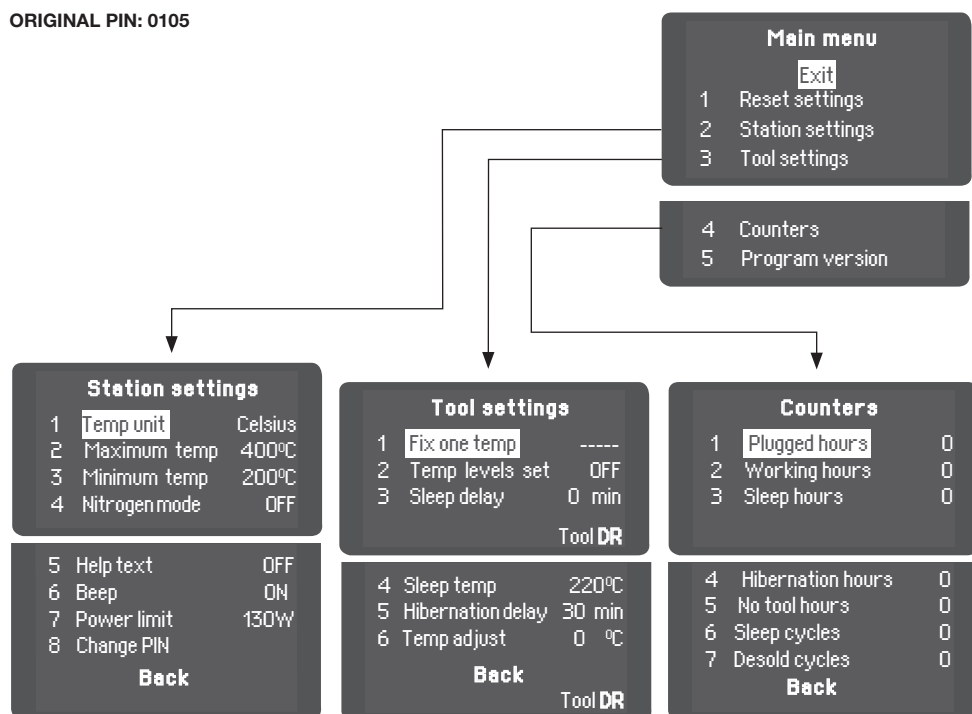 ORIGINAL PIN: 0105
Main menu
Exit
1 Reset settings
2 Station settings
3 Tool settings
4 Counters
5 Program version
Station settings
1 Temp unit Celsius
2 Maximum temp 400ºC
3 Minimum temp 200ºC
4 Nitrogen mode OFF
5 Help text OFF
6 Beep ON
7 Power limit 130W
8 Change PIN
Back
Tool settings
1 Fix one temp -----
2 Temp levels set OFF
3 Sleep delay 0 min
Tool DR
4 Sleep temp 220ºC
5 Hibernation delay 30 min
6 Temp adjust 0 ºC
Back
Tool DR
Counters
1 Plugged hours 0
2 Working hours 0
3 Sleep hours 0
4 Hibernation hours 0
5 No tool hours 0
6 Sleep cycles 0
7 Desold cycles 0
Back